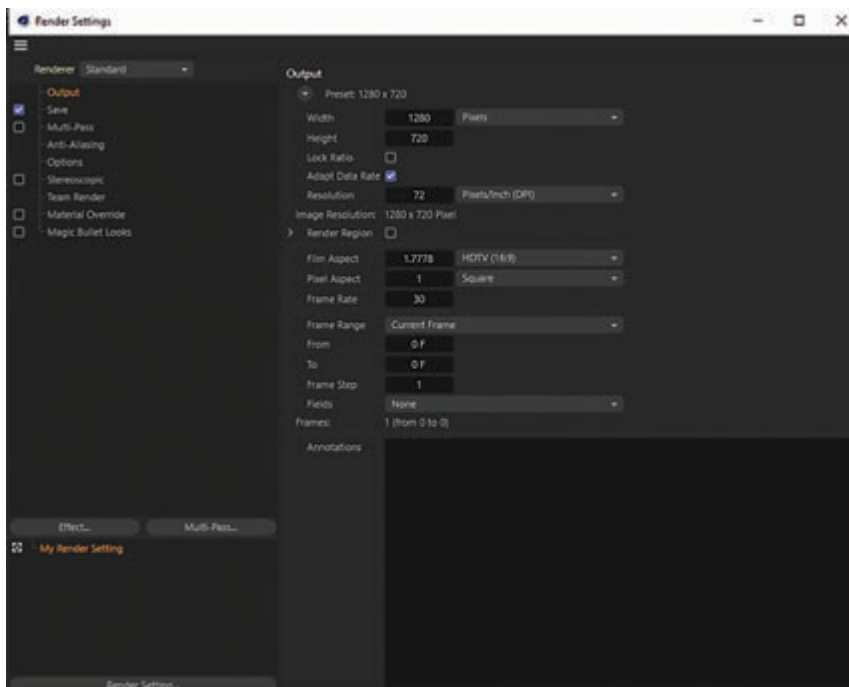 Render Settings
Renderer Standard
Output
Save
Multi-Pass
Anti-Aliasing
Options
Stereoscopic
Team Render
Material Override
Magic Bullet Looks
Effect... Multi-Pass...
My Render Setting
Render Setting...
Output
Preset: 1280 x 720
Width 1280 Pixels
Height 720
Lock Ratio
Adapt Data Rate
Resolution 72 Pixels/Inch (DPI)
Image Resolution: 1280 x 720 Pixel
Render Region
Film Aspect 1.7778 HDTV (16:9)
Pixel Aspect 1 Square
Frame Rate 30
Frame Range Current Frame
From 0 F
To 0 F
Frame Step 1
Fields None
Frames: 1 (from 0 to 0)
Annotations